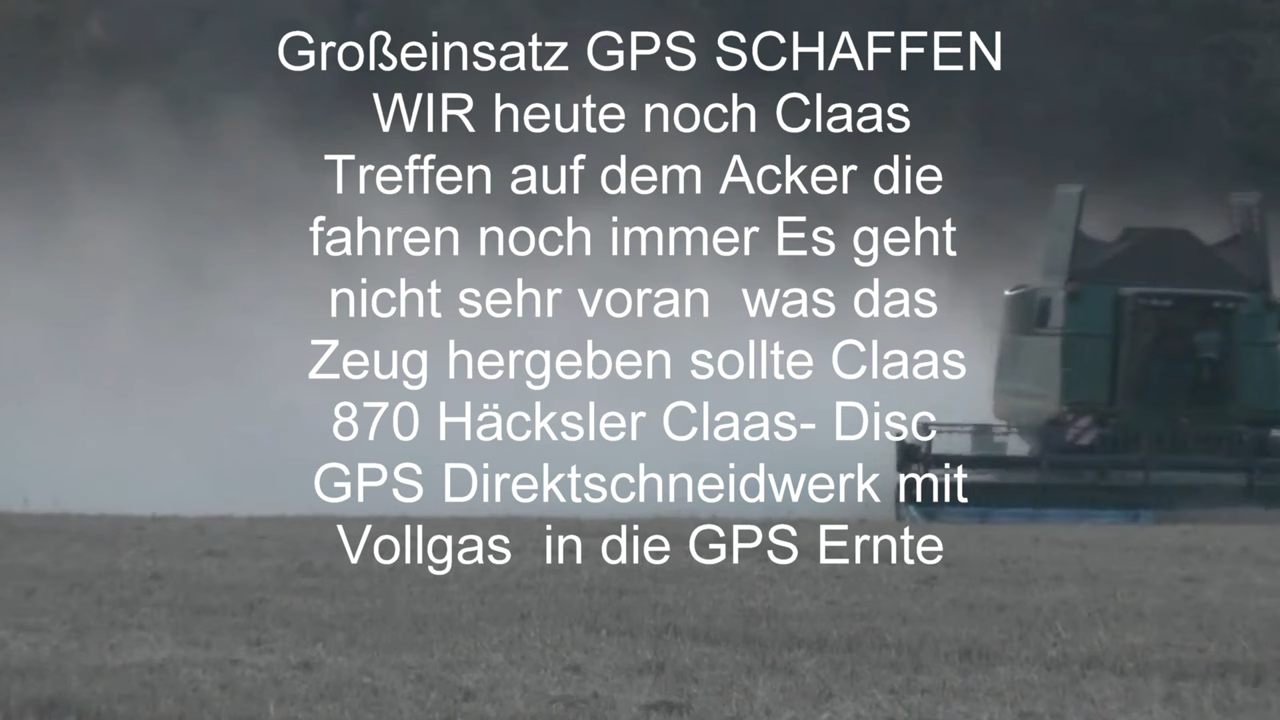 Großeinsatz GPS SCHAFFEN
WIR heute noch Claas
Treffen auf dem Acker die
fahren noch immer Es geht
nicht sehr voran  was das
Zeug hergeben sollte Claas
870 Häcksler Claas- Disc
GPS Direktschneidwerk mit
Vollgas  in die GPS Ernte